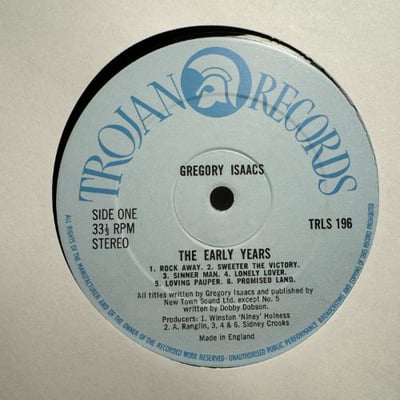 TROJAN RECORDS
GREGORY ISAACS
SIDE ONE
33⅓ RPM
STEREO
TRLS 196
THE EARLY YEARS
1. ROCK AWAY. 2. SWEETER THE VICTORY.
3. SINNER MAN. 4. LONELY LOVER.
5. LOVING PAUPER. 6. PROMISED LAND.
All titles written by Gregory Isaacs and published by
New Town Sound Ltd. except No. 5
written by Dobby Dobson.
Producers: 1. Winston 'Niney' Holness
2. A. Ranglin, 3, 4 & 6. Sidney Crooks
Made in England
ALL RIGHTS OF THE MANUFACTURER AND OF THE OWNER OF THE RECORDED WORK RESERVED · UNAUTHORISED PUBLIC PERFORMANCE BROADCASTING AND COPYING OF THIS RECORD PROHIBITED